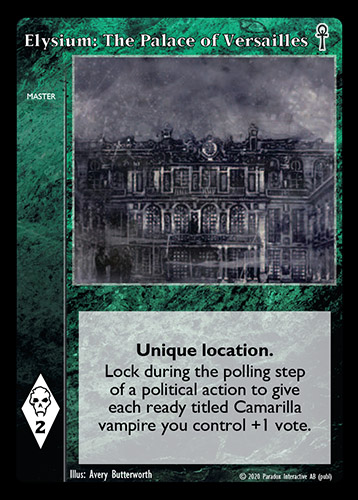 Elysium: The Palace of Versailles
MASTER
Unique location.
Lock during the polling step
of a political action to give
each ready titled Camarilla
vampire you control +1 vote.
2
Illus: Avery Butterworth
© 2020 Paradox Interactive AB (publ)